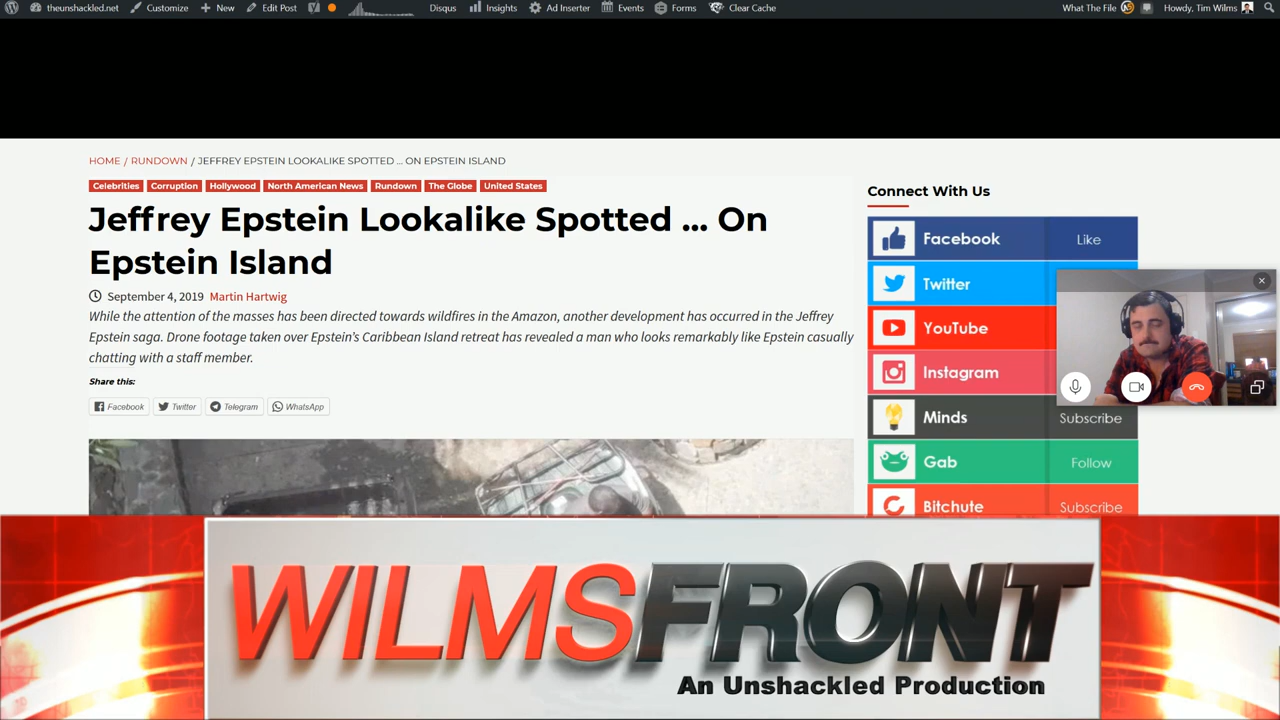 theunshackled.net Customize New Edit Post Disqus Insights Ad Inserter Events Forms Clear Cache What The File Howdy, Tim Wilms
HOME / RUNDOWN / JEFFREY EPSTEIN LOOKALIKE SPOTTED ... ON EPSTEIN ISLAND
Celebrities Corruption Hollywood North American News Rundown The Globe United States
Jeffrey Epstein Lookalike Spotted ... On
Epstein Island
September 4, 2019 Martin Hartwig
While the attention of the masses has been directed towards wildfires in the Amazon, another development has occurred in the Jeffrey
Epstein saga. Drone footage taken over Epstein's Caribbean Island retreat has revealed a man who looks remarkably like Epstein casually
chatting with a staff member.
Share this:
Facebook Twitter Telegram WhatsApp
Connect With Us
Facebook Like
Twitter
YouTube
Instagram
Minds Subscribe
Gab Follow
Bitchute Subscribe
WILMSFRONT
An Unshackled Production